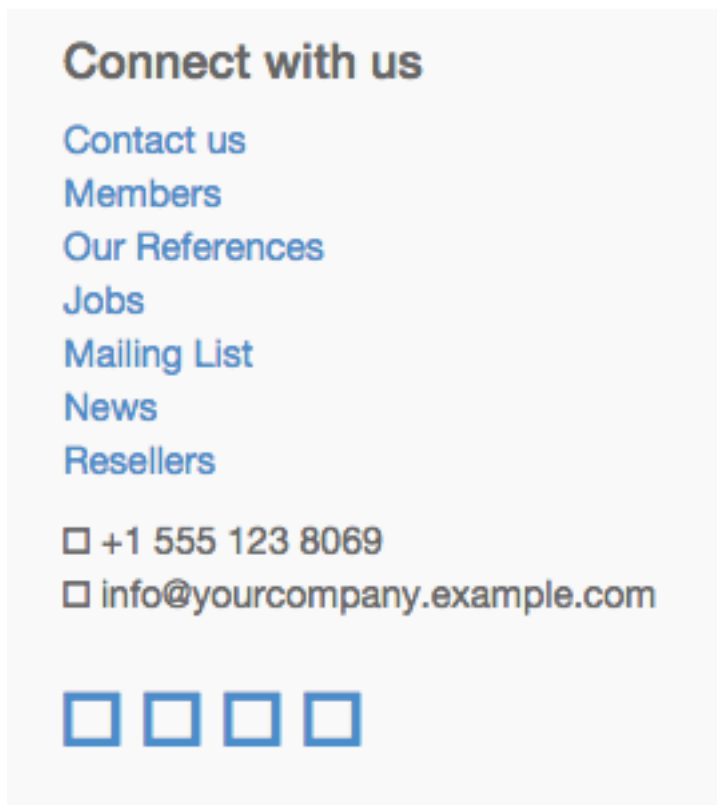 Connect with us
Contact us
Members
Our References
Jobs
Mailing List
News
Resellers
□ +1 555 123 8069
□ info@yourcompany.example.com
□ □ □ □